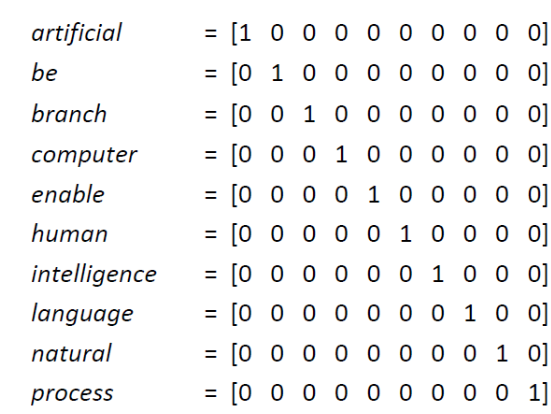 artificial = [1 0 0 0 0 0 0 0 0 0]
be = [0 1 0 0 0 0 0 0 0 0]
branch = [0 0 1 0 0 0 0 0 0 0]
computer = [0 0 0 1 0 0 0 0 0 0]
enable = [0 0 0 0 1 0 0 0 0 0]
human = [0 0 0 0 0 1 0 0 0 0]
intelligence = [0 0 0 0 0 0 1 0 0 0]
language = [0 0 0 0 0 0 0 1 0 0]
natural = [0 0 0 0 0 0 0 0 1 0]
process = [0 0 0 0 0 0 0 0 0 1]